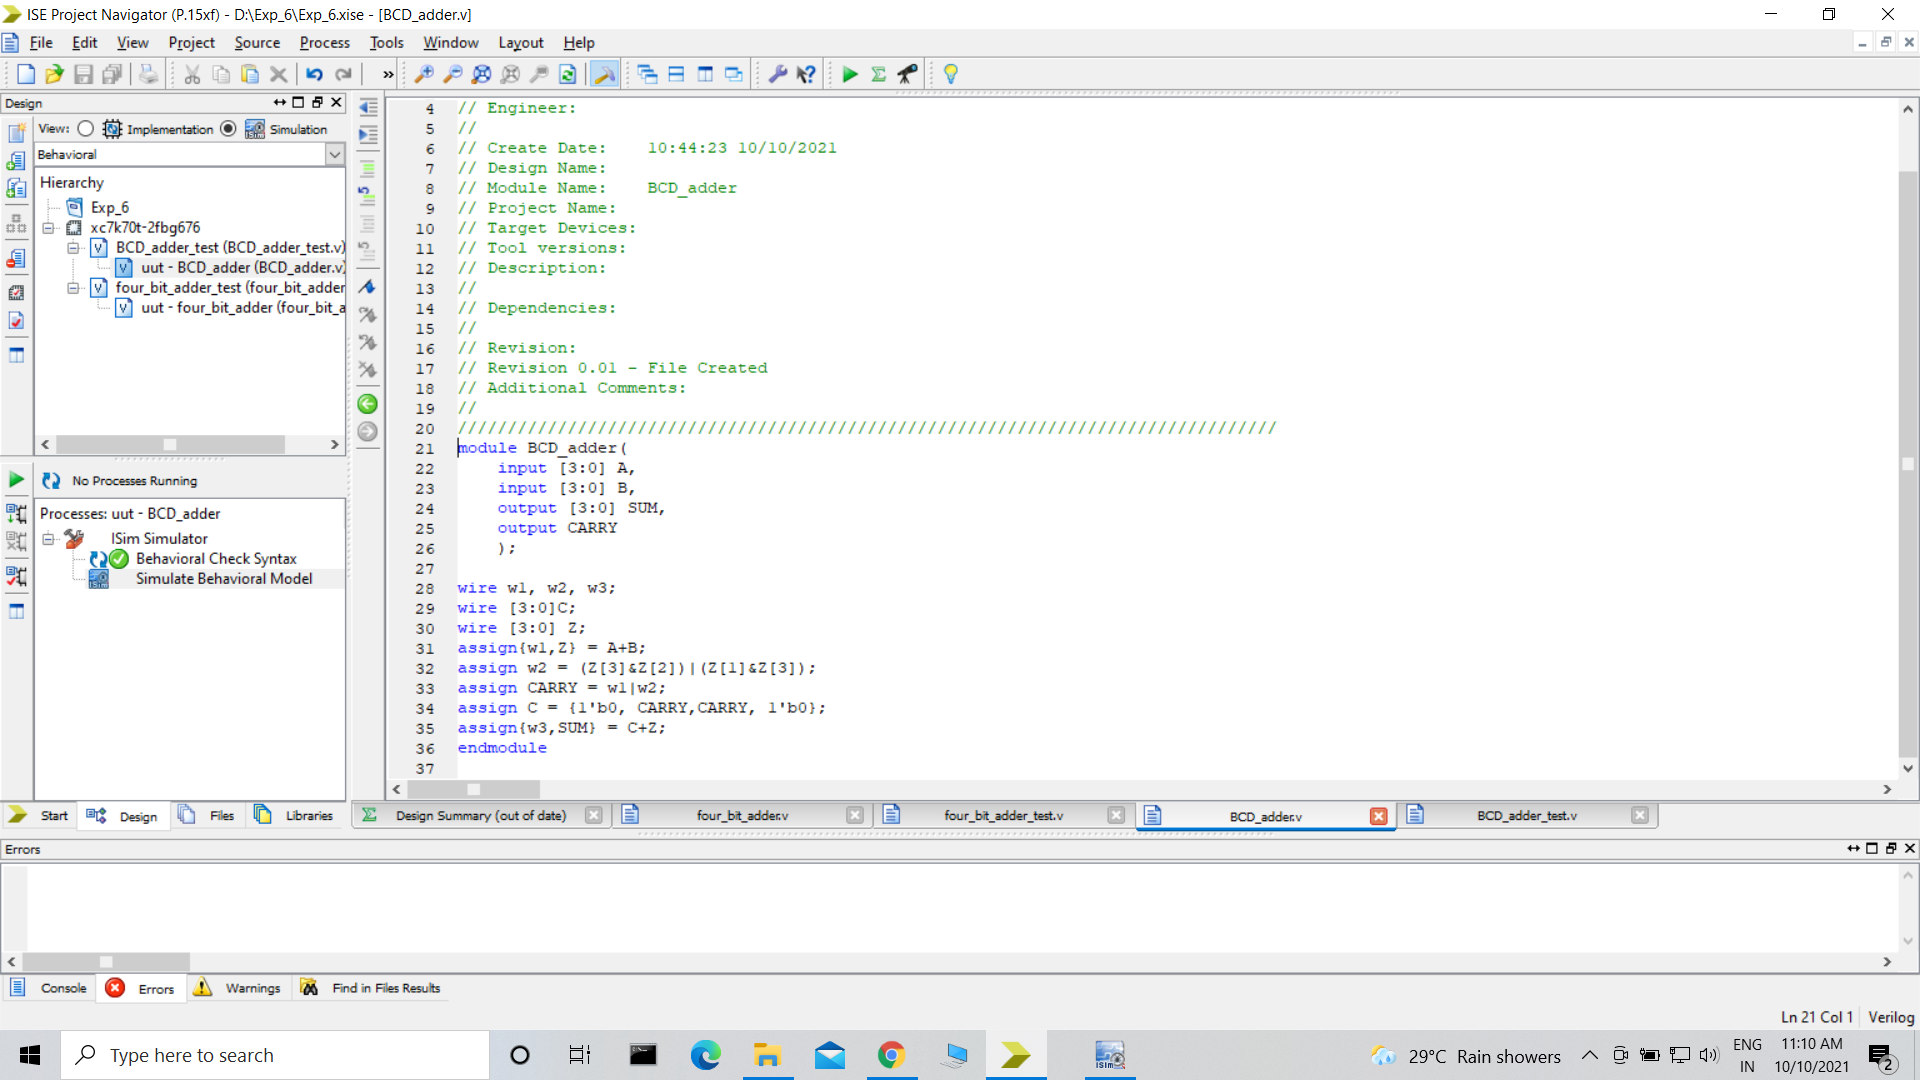 ISE Project Navigator (P.15xf) - D:\Exp_6\Exp_6.xise - [BCD_adder.v]
File Edit View Project Source Process Tools Window Layout Help
»
Design
View: Implementation Simulation
Behavioral
Hierarchy
Exp_6
xc7k70t-2fbg676
BCD_adder_test (BCD_adder_test.v)
uut - BCD_adder (BCD_adder.v)
four_bit_adder_test (four_bit_adder
uut - four_bit_adder (four_bit_a
No Processes Running
Processes: uut - BCD_adder
ISim Simulator
Behavioral Check Syntax
Simulate Behavioral Model
Start Design Files Libraries
4 // Engineer:
5 //
6 // Create Date:    10:44:23 10/10/2021
7 // Design Name:
8 // Module Name:    BCD_adder
9 // Project Name:
10 // Target Devices:
11 // Tool versions:
12 // Description:
13 //
14 // Dependencies:
15 //
16 // Revision:
17 // Revision 0.01 - File Created
18 // Additional Comments:
19 //
20 //////////////////////////////////////////////////////////////////////////////////
21 module BCD_adder(
22     input [3:0] A,
23     input [3:0] B,
24     output [3:0] SUM,
25     output CARRY
26     );
27
28 wire w1, w2, w3;
29 wire [3:0]C;
30 wire [3:0] Z;
31 assign{w1,Z} = A+B;
32 assign w2 = (Z[3]&Z[2])|(Z[1]&Z[3]);
33 assign CARRY = w1|w2;
34 assign C = {1'b0, CARRY,CARRY, 1'b0};
35 assign{w3,SUM} = C+Z;
36 endmodule
37
Design Summary (out of date) four_bit_adder.v four_bit_adder_test.v BCD_adder.v BCD_adder_test.v
Errors
Console Errors Warnings Find in Files Results
Ln 21 Col 1 Verilog
Type here to search
29°C Rain showers
ENG
IN
11:10 AM
10/10/2021
2